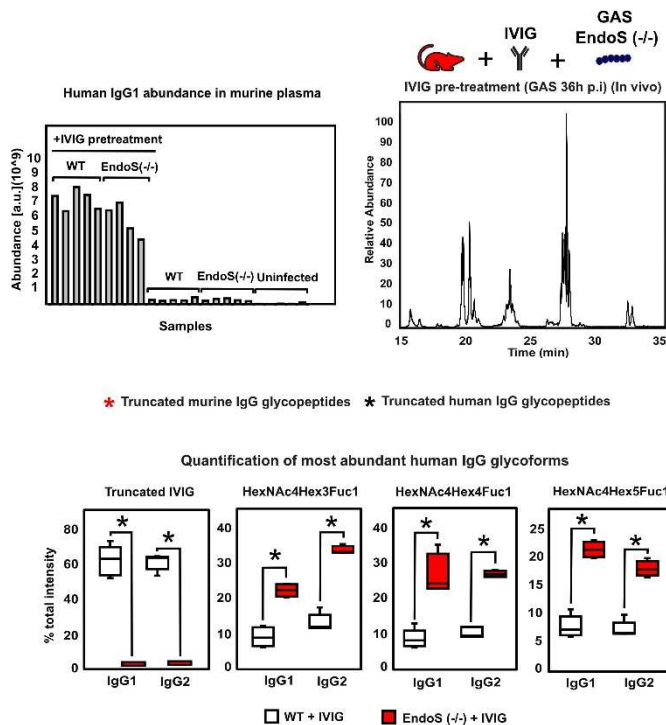 Human IgG1 abundance in murine plasma
+IVIG pretreatment
WT EndoS(-/-)
10
9
8
7
6
5
4
3
2
1
Abundance [a.u.](10^9)
WT EndoS(-/-) Uninfected
Samples
IVIG
GAS
EndoS (-/-)
+ +
IVIG pre-treatment (GAS 36h p.i) (In vivo)
100
90
80
70
60
50
40
30
20
10
0
Relative Abundance
15 20 25 30 35
Time (min)
* Truncated murine IgG glycopeptides * Truncated human IgG glycopeptides
Quantification of most abundant human IgG glycoforms
Truncated IVIG HexNAc4Hex3Fuc1 HexNAc4Hex4Fuc1 HexNAc4Hex5Fuc1
% total intensity
80
60
40
20
0
* *
IgG1 IgG2
40
30
20
10
0
* *
IgG1 IgG2
40
30
20
10
0
* *
IgG1 IgG2
25
20
15
10
5
0
* *
IgG1 IgG2
WT + IVIG EndoS (-/-) + IVIG